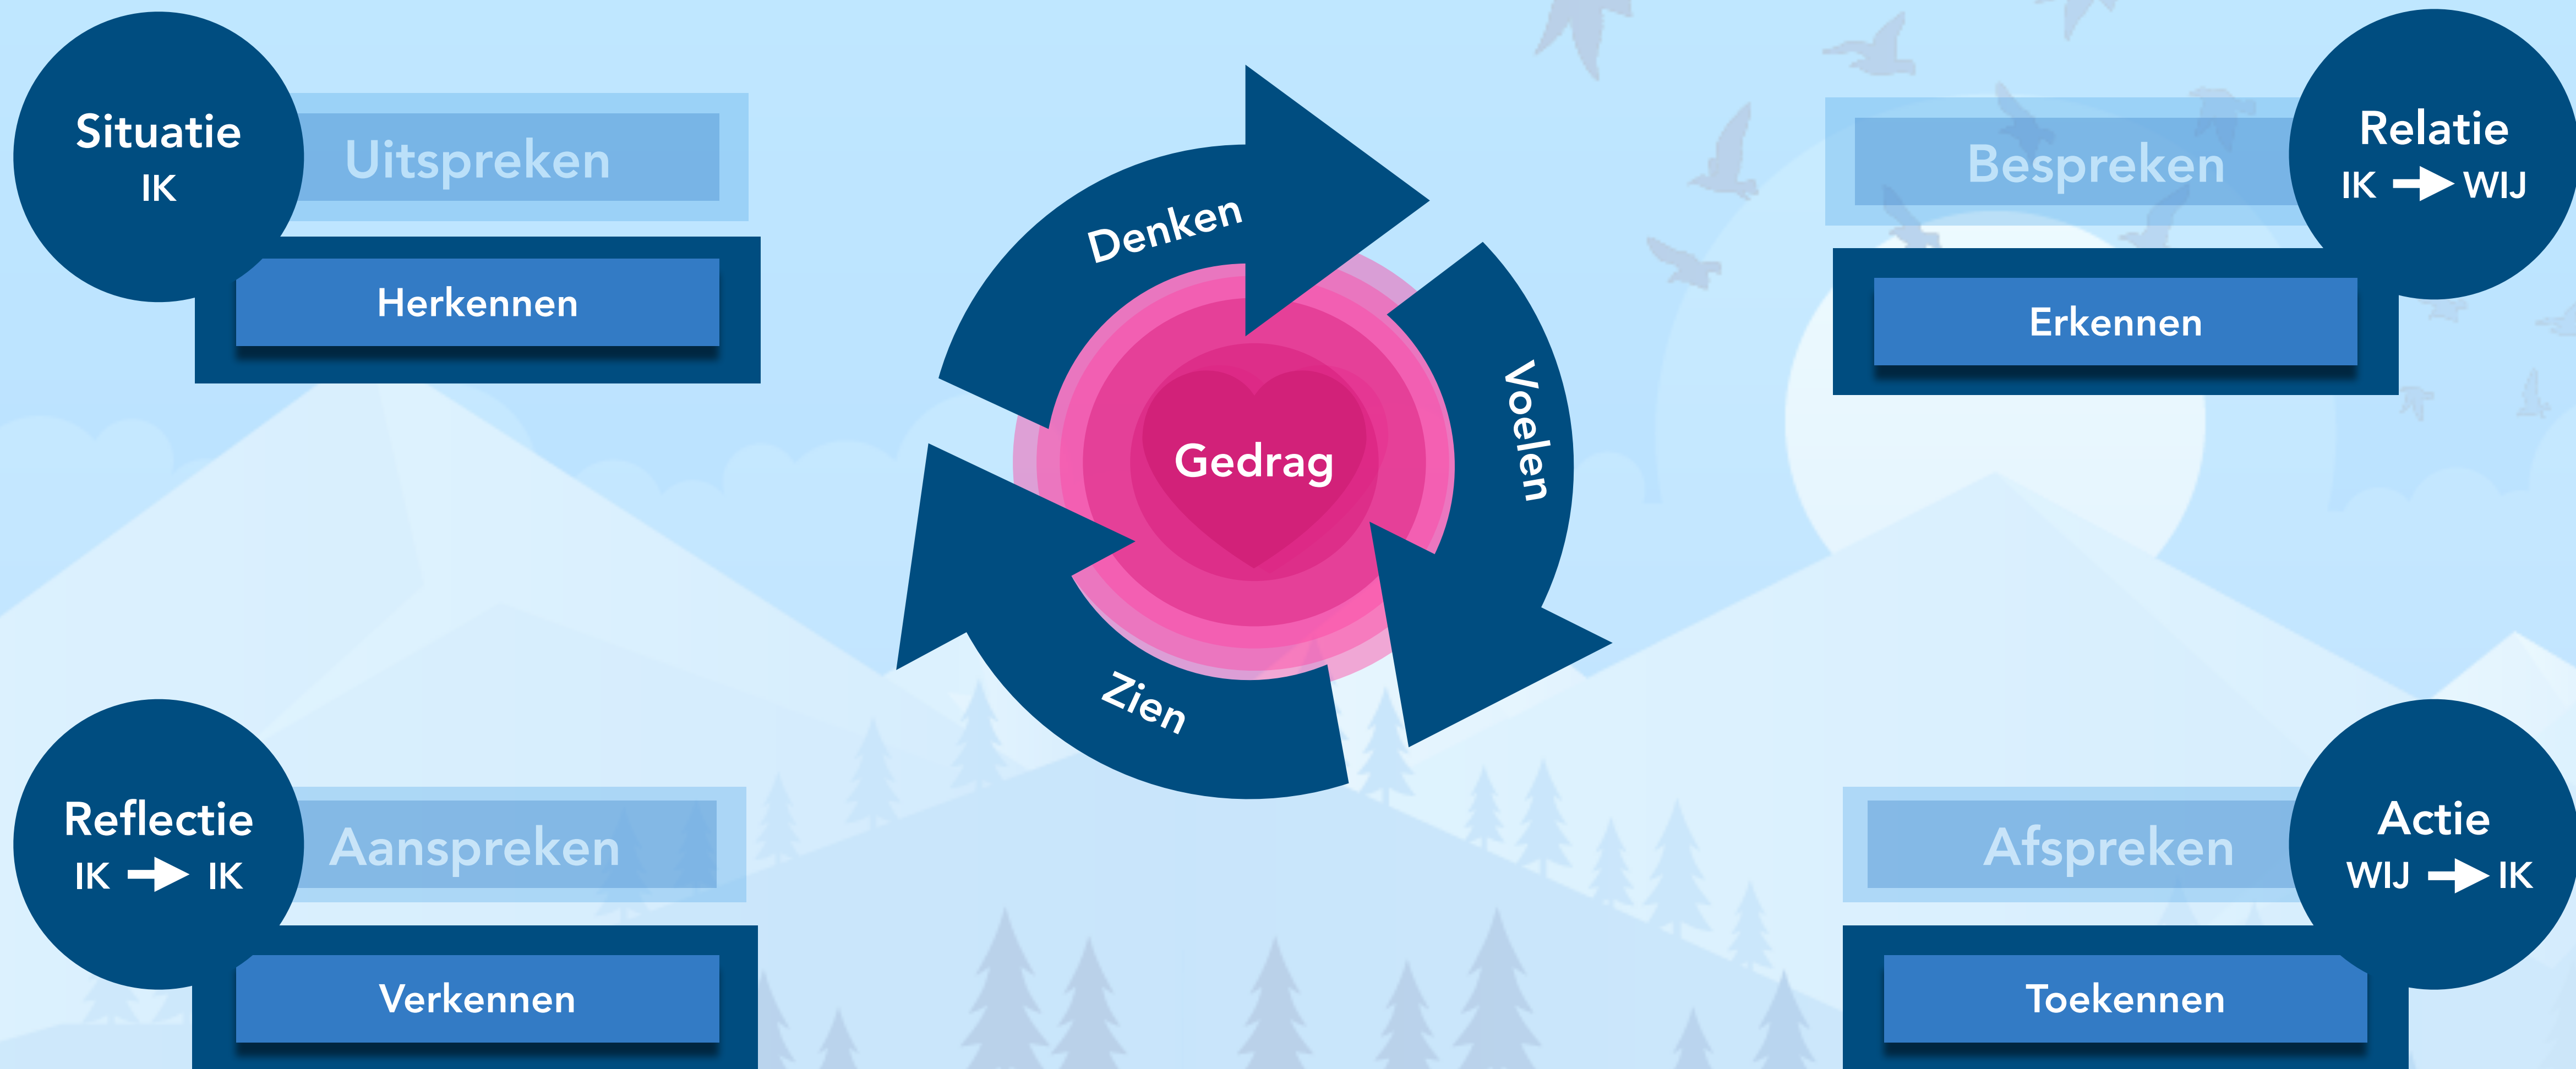 Situatie
IK
Uitspreken
Herkennen
Denken
Voelen
Zien
Gedrag
Bespreken
Relatie
IK → WIJ
Erkennen
Reflectie
IK → IK
Aanspreken
Verkennen
Afspreken
Actie
WIJ → IK
Toekennen